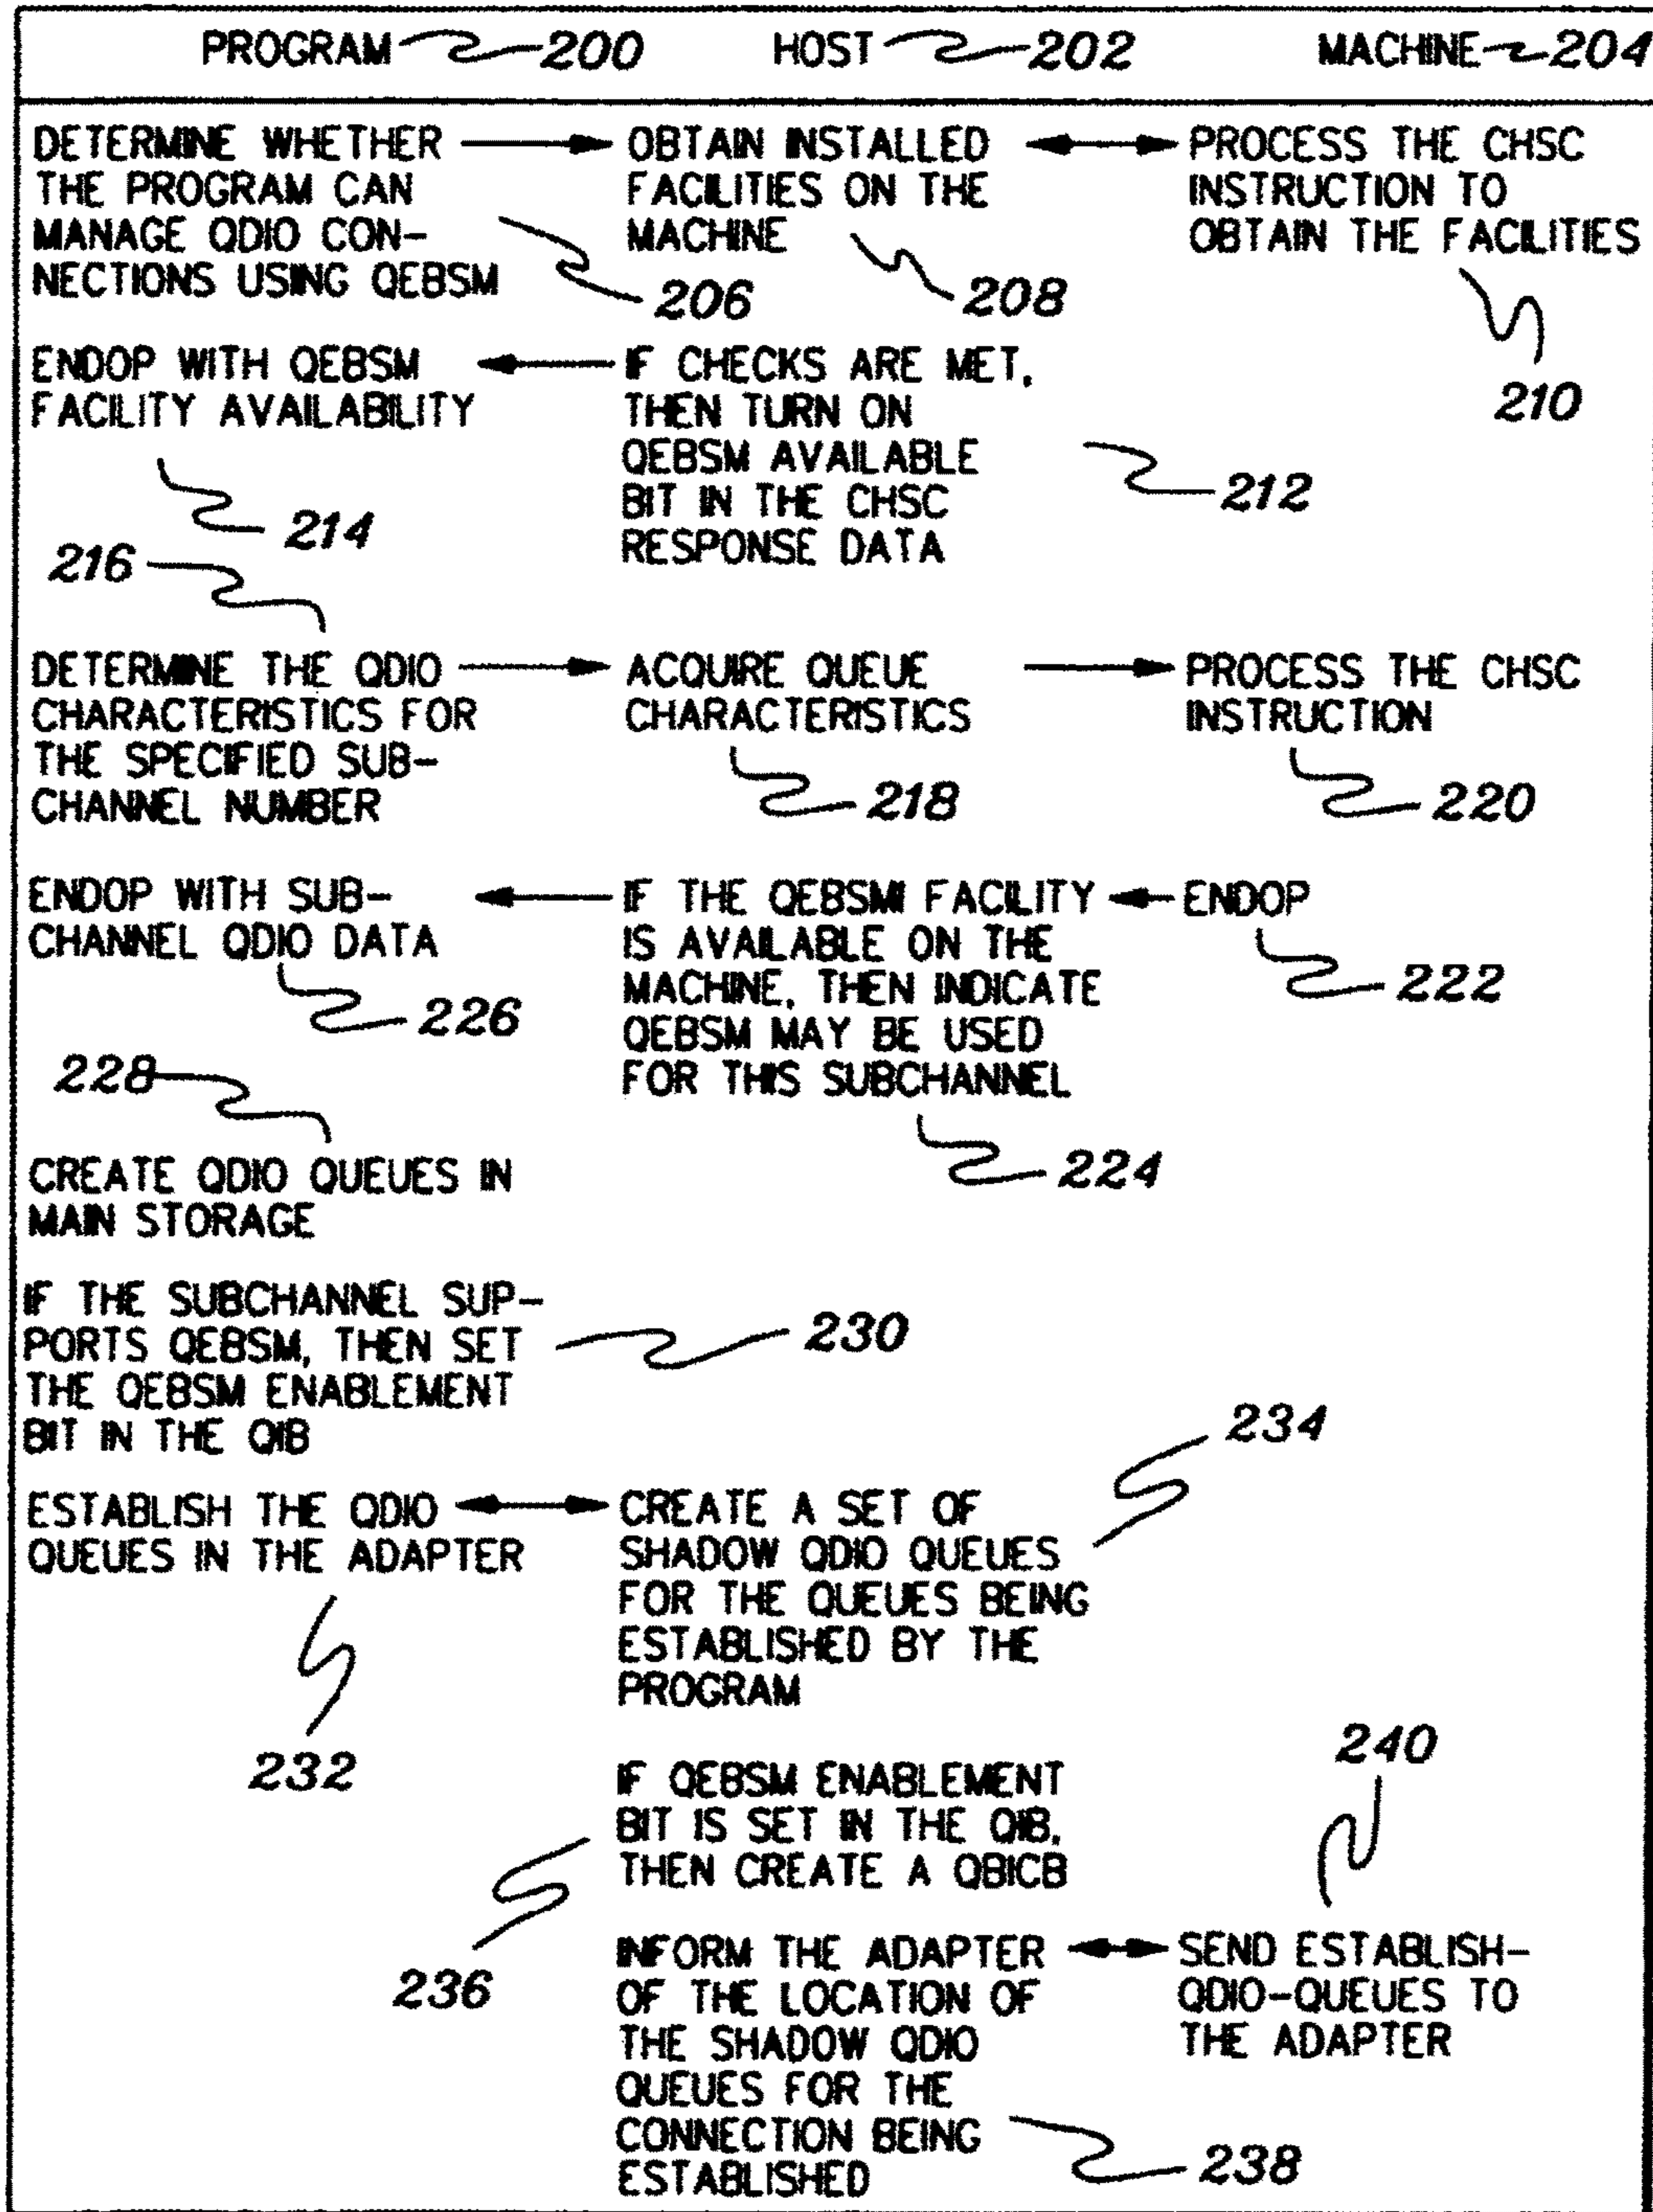 PROGRAM 200 HOST 202 MACHINE 204
DETERMINE WHETHER
THE PROGRAM CAN
MANAGE QDIO CON-
NECTIONS USING QEBSM
206
OBTAIN INSTALLED
FACILITIES ON THE
MACHINE
208
PROCESS THE CHSC
INSTRUCTION TO
OBTAIN THE FACILITIES
210
ENDOP WITH QEBSM
FACILITY AVAILABILITY
214
IF CHECKS ARE MET,
THEN TURN ON
QEBSM AVAILABLE
BIT IN THE CHSC
RESPONSE DATA
212
216
DETERMINE THE QDIO
CHARACTERISTICS FOR
THE SPECIFIED SUB-
CHANNEL NUMBER
ACQUIRE QUEUE
CHARACTERISTICS
218
PROCESS THE CHSC
INSTRUCTION
220
ENDOP WITH SUB-
CHANNEL QDIO DATA
226
IF THE QEBSMI FACILITY
IS AVAILABLE ON THE
MACHINE, THEN INDICATE
QEBSM MAY BE USED
FOR THIS SUBCHANNEL
224
ENDOP
222
228
CREATE QDIO QUEUES IN
MAIN STORAGE
IF THE SUBCHANNEL SUP-
PORTS QEBSM, THEN SET
THE QEBSM ENABLEMENT
BIT IN THE QIB
230
ESTABLISH THE QDIO
QUEUES IN THE ADAPTER
232
CREATE A SET OF
SHADOW QDIO QUEUES
FOR THE QUEUES BEING
ESTABLISHED BY THE
PROGRAM
234
IF QEBSM ENABLEMENT
BIT IS SET IN THE QIB,
THEN CREATE A QBICB
236
INFORM THE ADAPTER
OF THE LOCATION OF
THE SHADOW QDIO
QUEUES FOR THE
CONNECTION BEING
ESTABLISHED
238
240
SEND ESTABLISH-
QDIO-QUEUES TO
THE ADAPTER